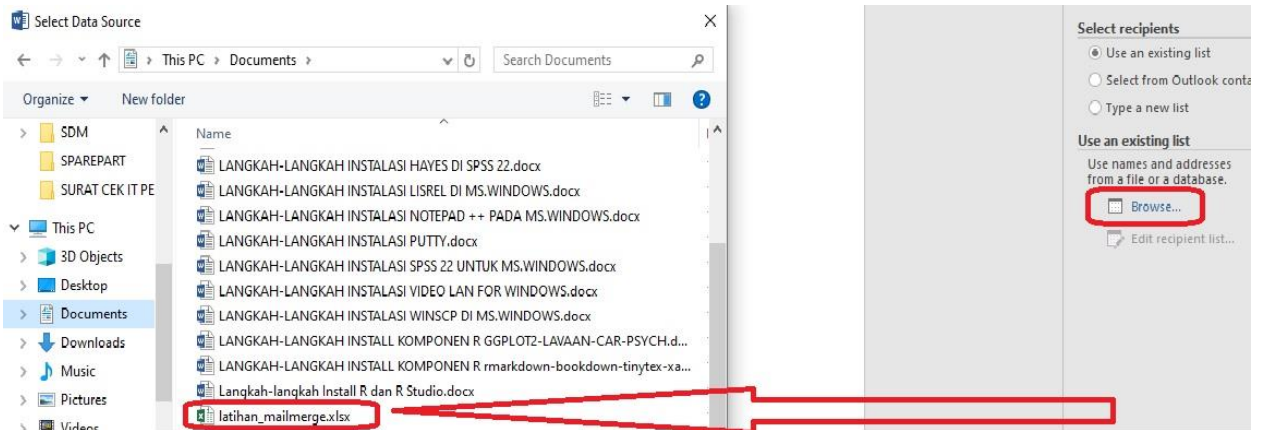 Select Data Source
This PC > Documents >
Search Documents
Organize
New folder
SDM
SPAREPART
SURAT CEK IT PE
This PC
3D Objects
Desktop
Documents
Downloads
Music
Pictures
Videos
Name
LANGKAH-LANGKAH INSTALASI HAYES DI SPSS 22.docx
LANGKAH-LANGKAH INSTALASI LISREL DI MS.WINDOWS.docx
LANGKAH-LANGKAH INSTALASI NOTEPAD ++ PADA MS.WINDOWS.docx
LANGKAH-LANGKAH INSTALASI PUTTY.docx
LANGKAH-LANGKAH INSTALASI SPSS 22 UNTUK MS.WINDOWS.docx
LANGKAH-LANGKAH INSTALASI VIDEO LAN FOR WINDOWS.docx
LANGKAH-LANGKAH INSTALASI WINSCP DI MS.WINDOWS.docx
LANGKAH-LANGKAH INSTALL KOMPONEN R GGPLOT2-LAVAAN-CAR-PSYCH.d...
LANGKAH-LANGKAH INSTALL KOMPONEN R rmarkdown-bookdown-tinytex-xa...
Langkah-langkah Install R dan R Studio.docx
latihan_mailmerge.xlsx
Select recipients
Use an existing list
Select from Outlook conta
Type a new list
Use an existing list
Use names and addresses
from a file or a database.
Browse...
Edit recipient list...